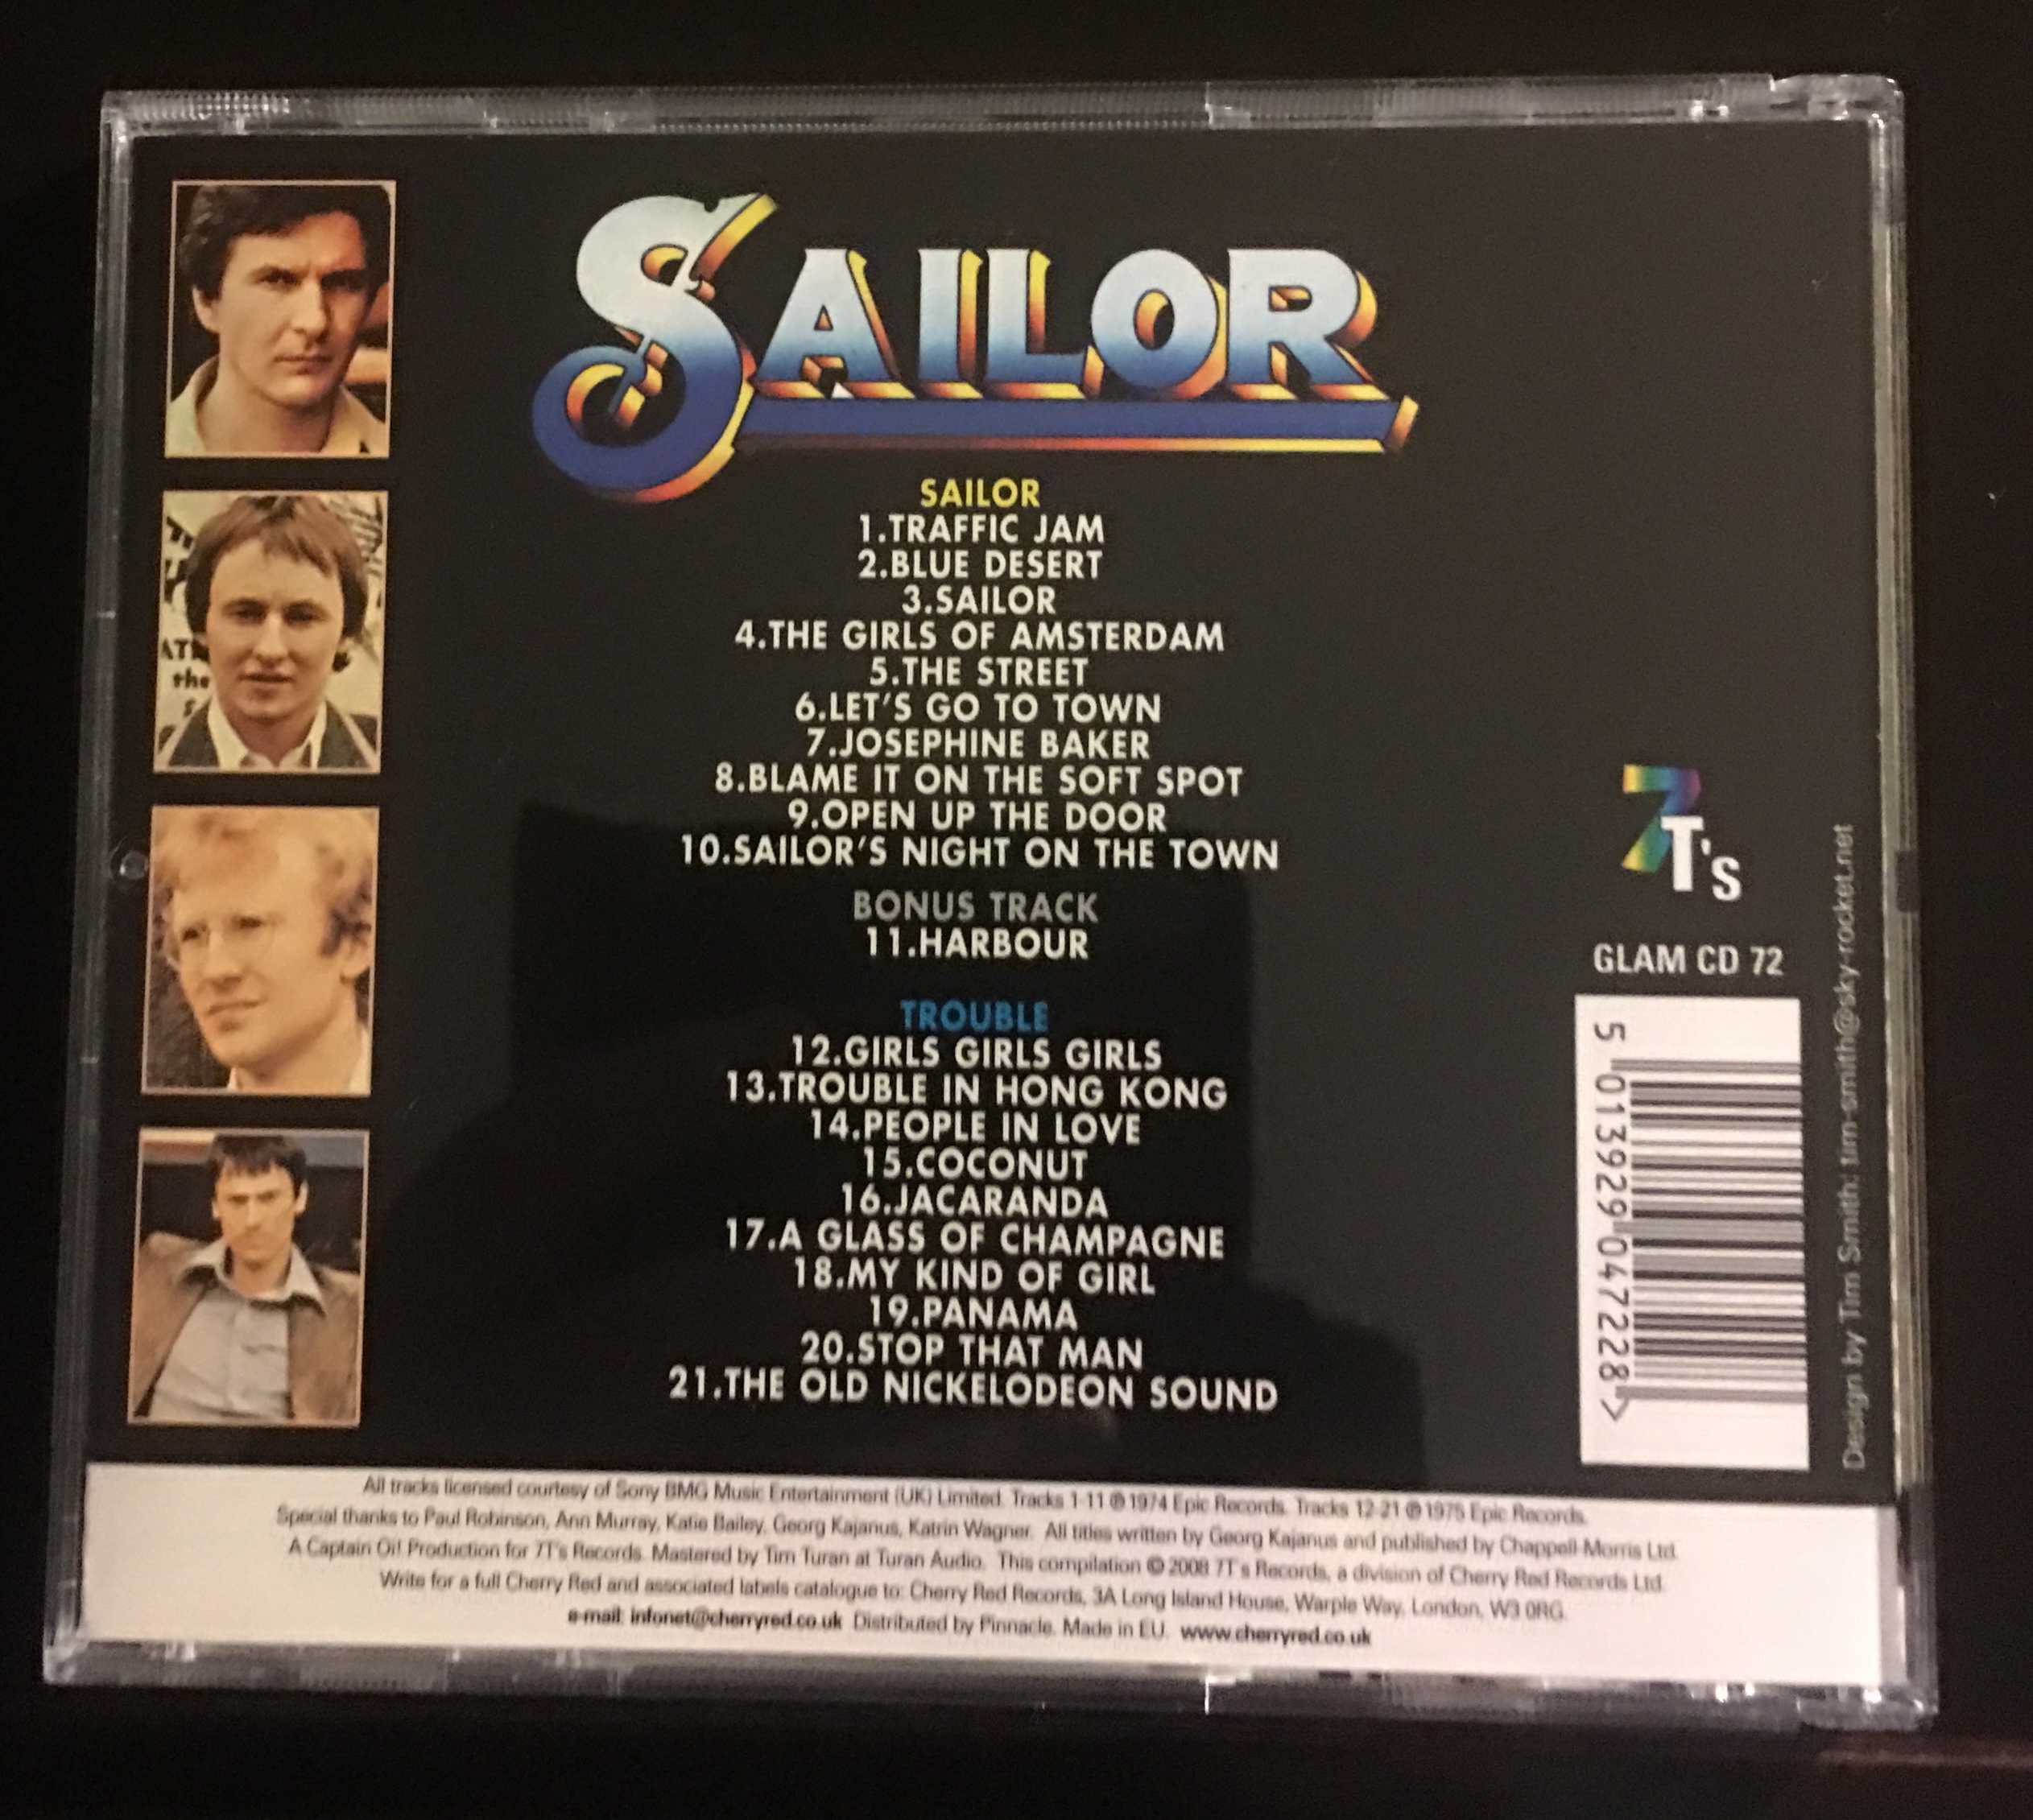 SAILOR
SAILOR
1.TRAFFIC JAM
2.BLUE DESERT
3.SAILOR
4.THE GIRLS OF AMSTERDAM
5.THE STREET
6.LET'S GO TO TOWN
7.JOSEPHINE BAKER
8.BLAME IT ON THE SOFT SPOT
9.OPEN UP THE DOOR
10.SAILOR'S NIGHT ON THE TOWN
BONUS TRACK
11.HARBOUR
TROUBLE
12.GIRLS GIRLS GIRLS
13.TROUBLE IN HONG KONG
14.PEOPLE IN LOVE
15.COCONUT
16.JACARANDA
17.A GLASS OF CHAMPAGNE
18.MY KIND OF GIRL
19.PANAMA
20.STOP THAT MAN
21.THE OLD NICKELODEON SOUND
the
7T's
GLAM CD 72
5 013929 047228 >
Design by Tim Smith: tim-smith@sky-rocket.net
All tracks licensed courtesy of Sony BMG Music Entertainment (UK) Limited. Tracks 1-11 ℗ 1974 Epic Records. Tracks 12-21 ℗ 1975 Epic Records.
Special thanks to Paul Robinson, Ann Murray, Katie Bailey, Georg Kajanus, Katrin Wagner. All titles written by Georg Kajanus and published by Chappell-Morris Ltd.
A Captain Oi! Production for 7T's Records. Mastered by Tim Turan at Turan Audio. This compilation © 2008 7T's Records, a division of Cherry Red Records Ltd.
Write for a full Cherry Red and associated labels catalogue to: Cherry Red Records, 3A Long Island House, Warple Way, London, W3 0RG.
e-mail: infonet@cherryred.co.uk Distributed by Pinnacle. Made in EU. www.cherryred.co.uk